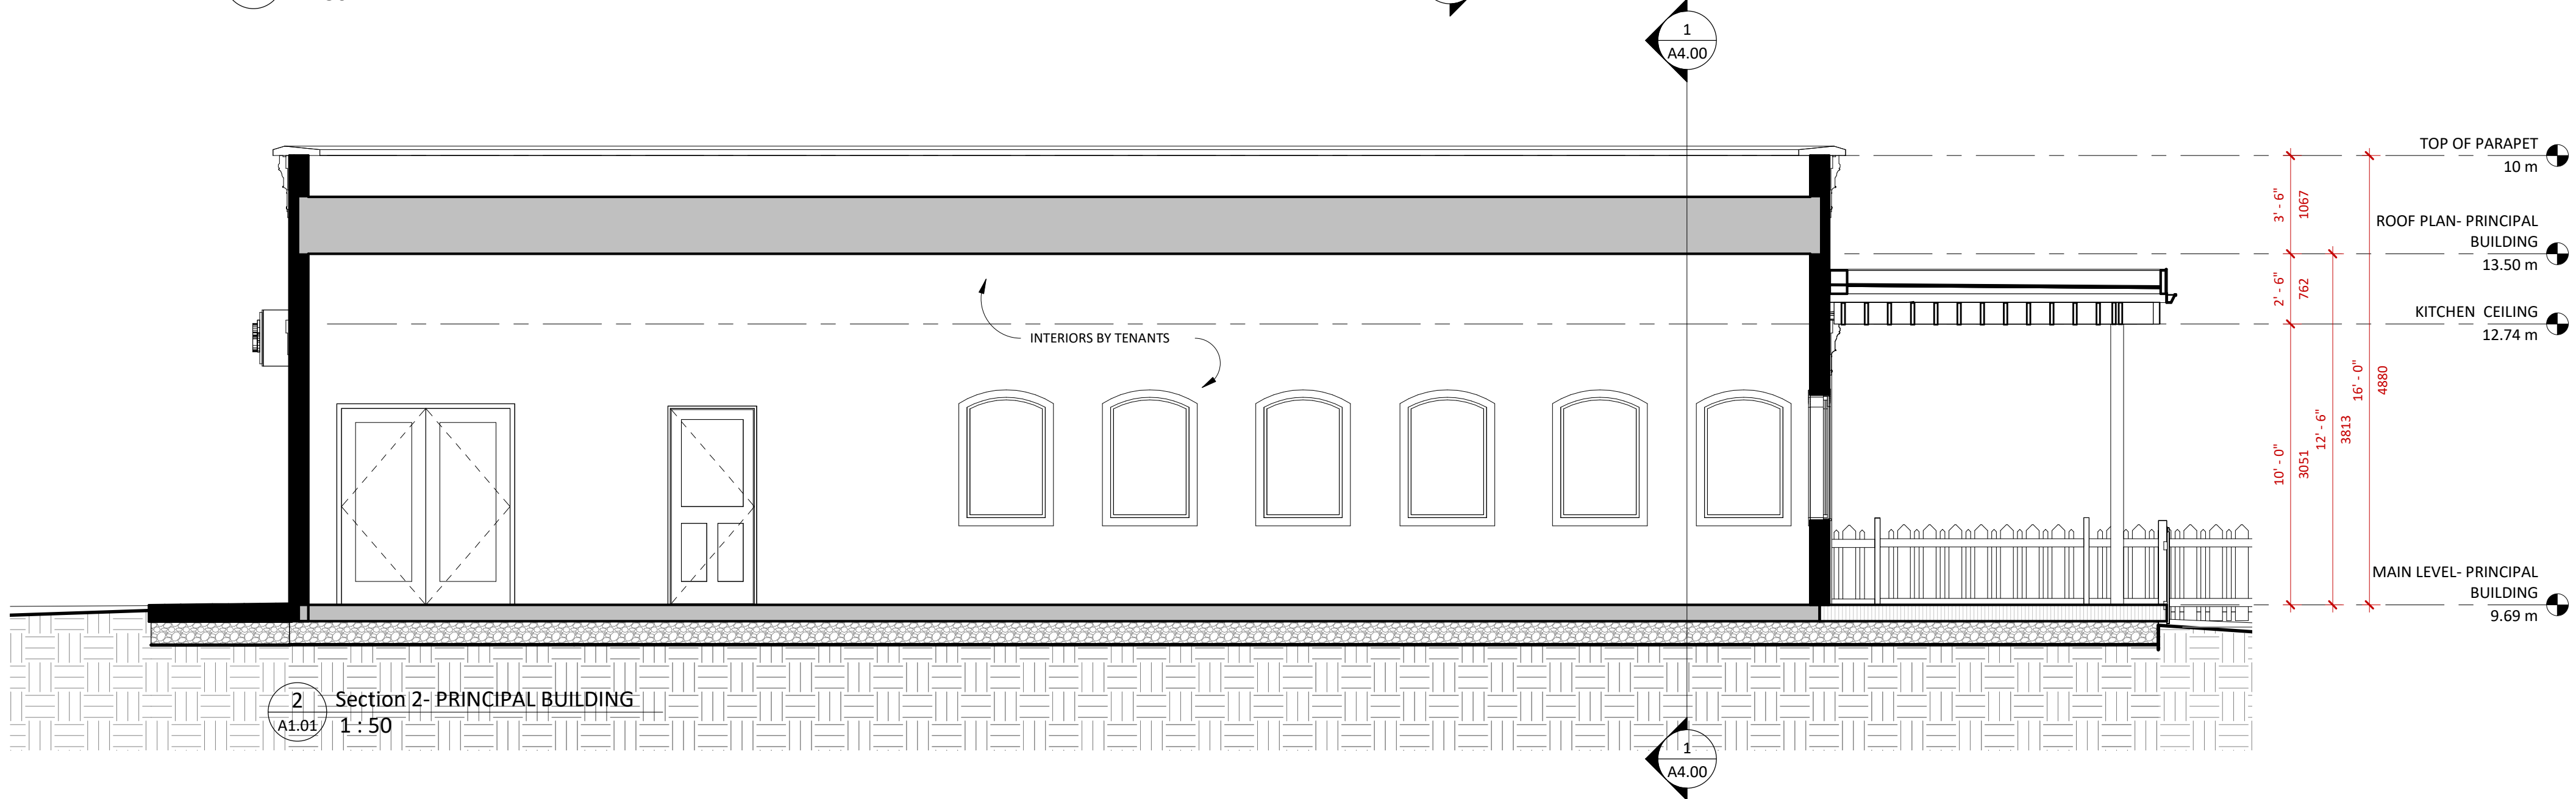 1
A4.00
TOP OF PARAPET
10 m
3' - 6"
1067
ROOF PLAN- PRINCIPAL
BUILDING
13.50 m
2' - 6"
762
KITCHEN CEILING
12.74 m
INTERIORS BY TENANTS
16' - 0"
4880
12' - 6"
3813
10' - 0"
3051
MAIN LEVEL- PRINCIPAL
BUILDING
9.69 m
2
A1.01
Section 2- PRINCIPAL BUILDING
1 : 50
1
A4.00